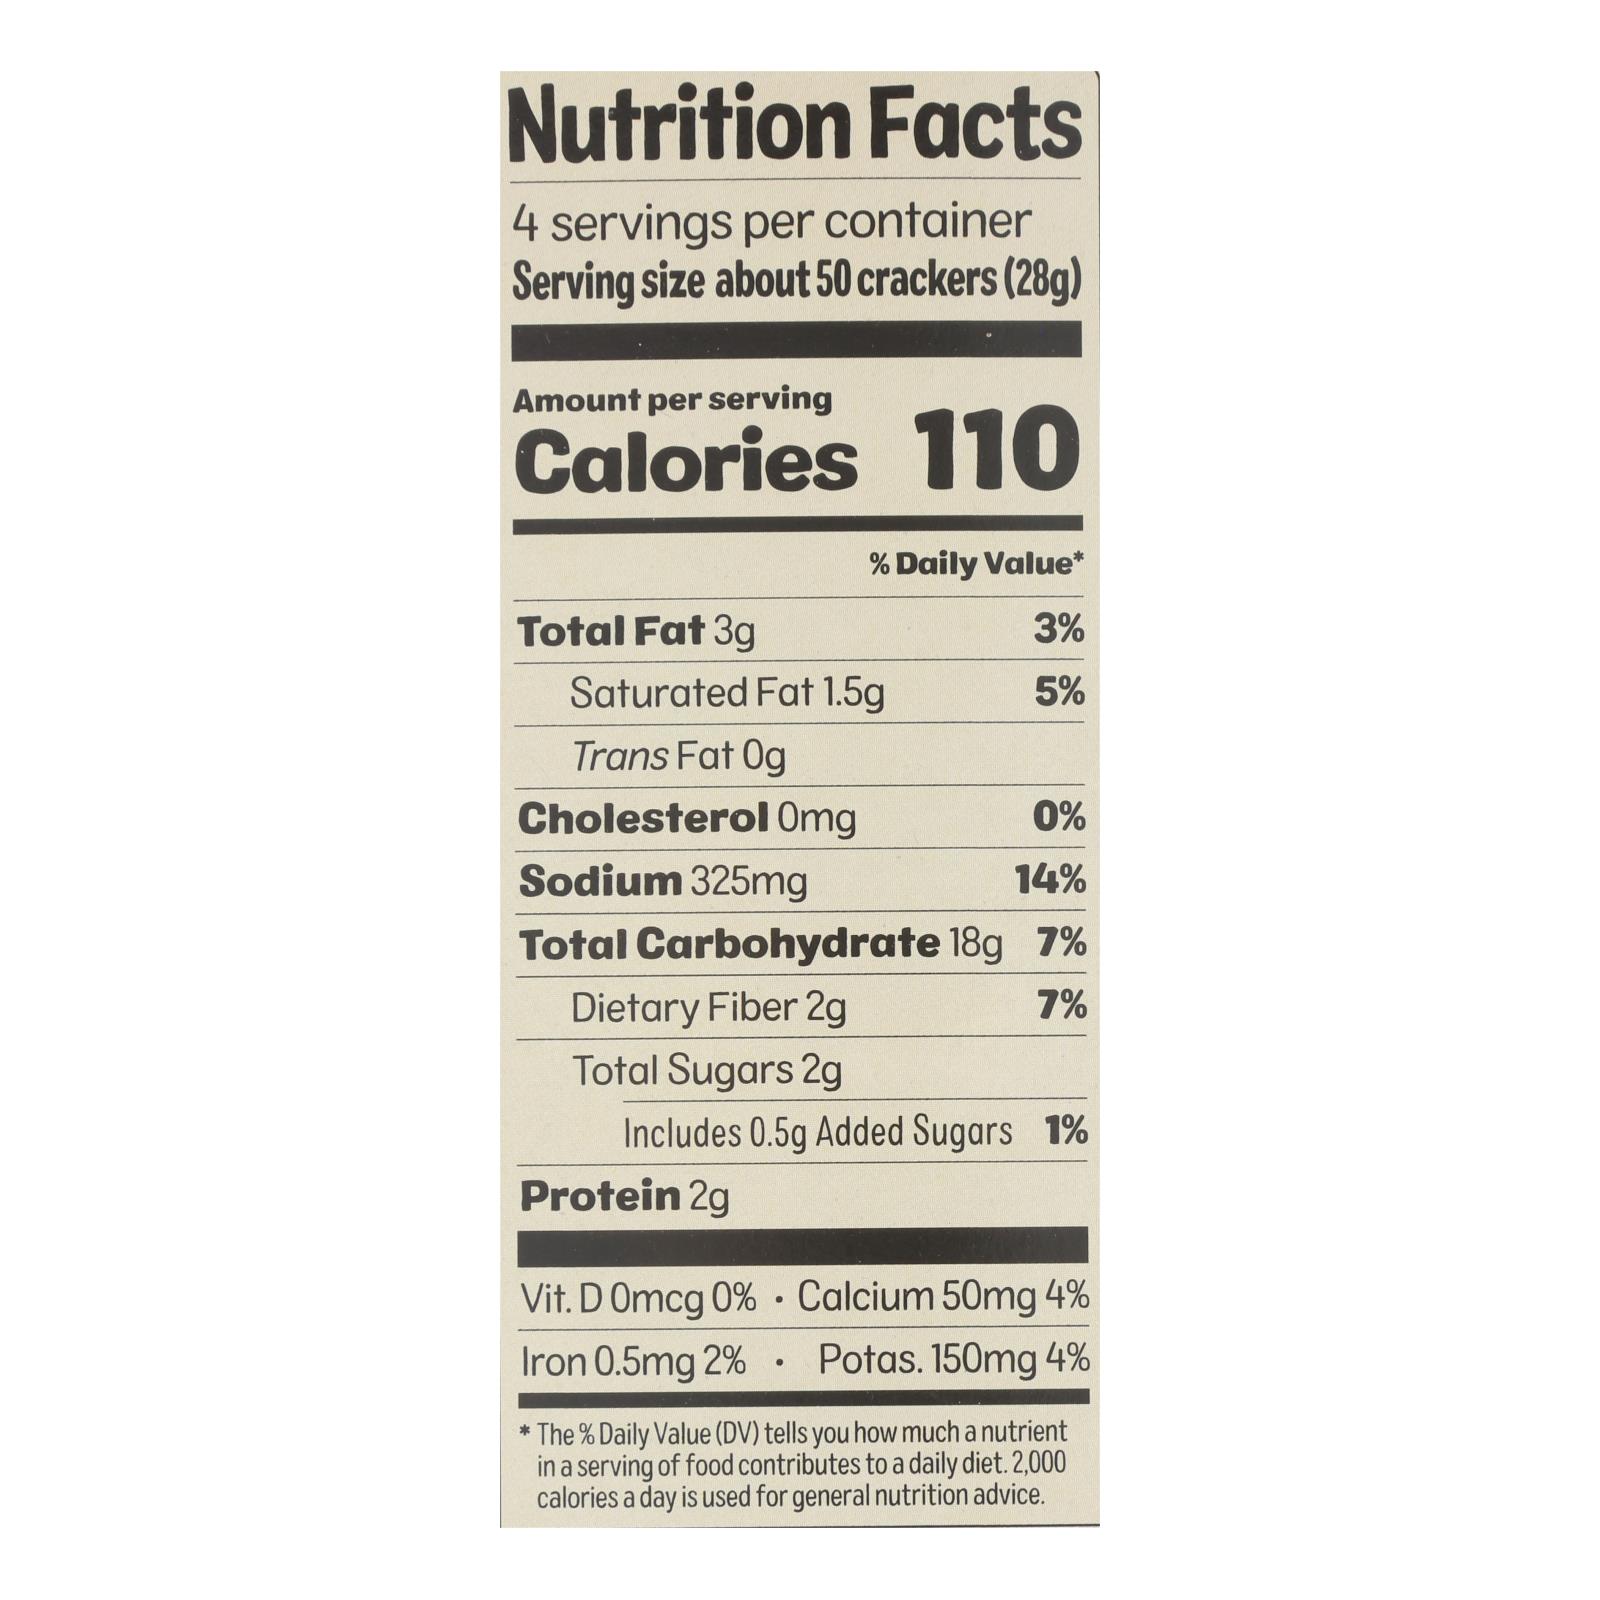 Nutrition Facts
4 servings per container
Serving size about 50 crackers (28g)
Amount per serving
Calories 110
% Daily Value*
Total Fat 3g 3%
Saturated Fat 1.5g 5%
Trans Fat 0g
Cholesterol 0mg 0%
Sodium 325mg 14%
Total Carbohydrate 18g 7%
Dietary Fiber 2g 7%
Total Sugars 2g
Includes 0.5g Added Sugars 1%
Protein 2g
Vit. D 0mcg 0% · Calcium 50mg 4%
Iron 0.5mg 2% · Potas. 150mg 4%
* The % Daily Value (DV) tells you how much a nutrient
in a serving of food contributes to a daily diet. 2,000
calories a day is used for general nutrition advice.